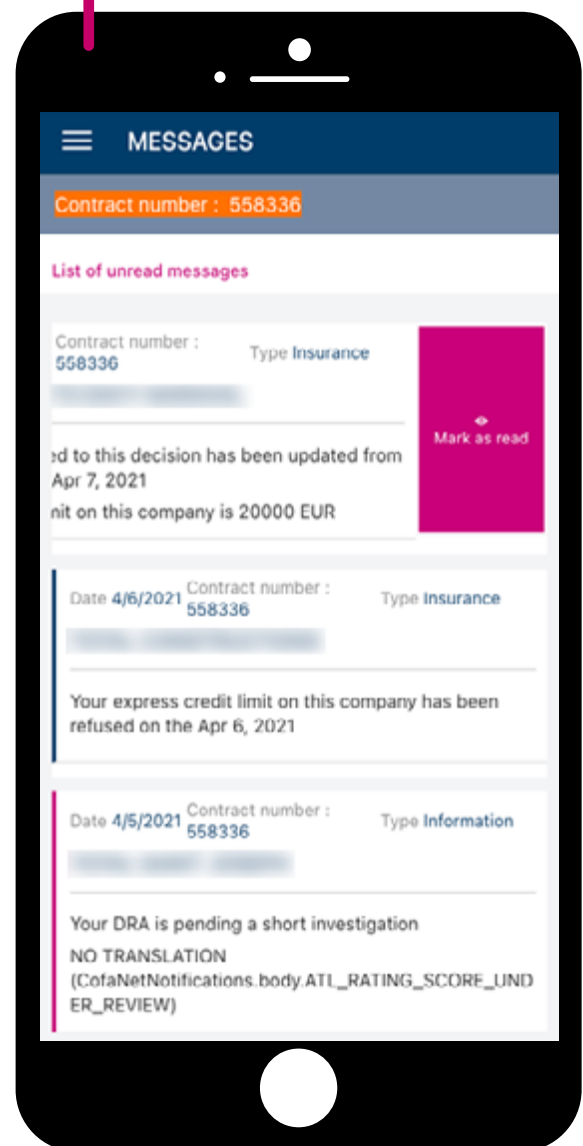 MESSAGES
Contract number : 558336
List of unread messages
Contract number :
558336
Type Insurance
Mark as read
ed to this decision has been updated from
Apr 7, 2021
nit on this company is 20000 EUR
Date 4/6/2021 Contract number :
558336
Type Insurance
Your express credit limit on this company has been
refused on the Apr 6, 2021
Date 4/5/2021 Contract number :
558336
Type Information
Your DRA is pending a short investigation
NO TRANSLATION
(CofaNetNotifications.body.ATL_RATING_SCORE_UND
ER_REVIEW)